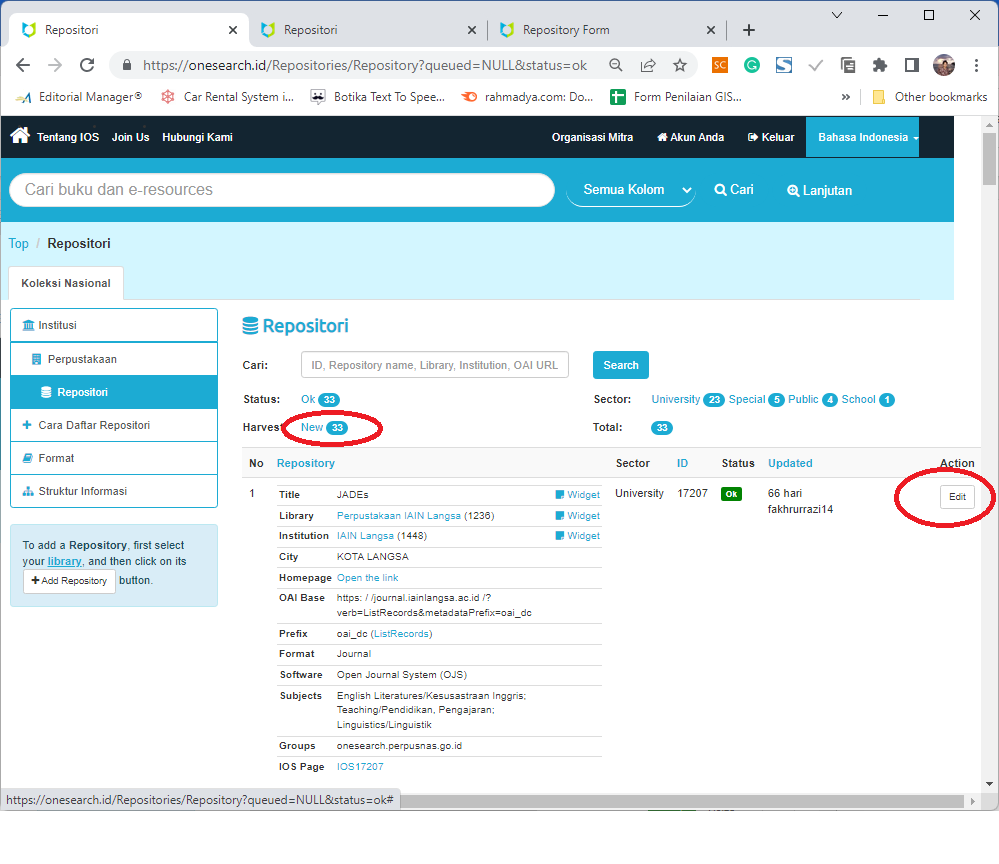 Repositori
Repositori
Repository Form
https://onesearch.id/Repositories/Repository?queued=NULL&status=ok
SC
Editorial Manager®
Car Rental System i...
Botika Text To Spee...
rahmadya.com: Do...
Form Penilaian GIS...
»
Other bookmarks
Tentang IOS Join Us Hubungi Kami
Organisasi Mitra Akun Anda Keluar Bahasa Indonesia
Cari buku dan e-resources
Semua Kolom Cari Lanjutan
Top / Repositori
Koleksi Nasional
Institusi
Perpustakaan
Repositori
Cara Daftar Repositori
Format
Struktur Informasi
To add a Repository, first select
your library, and then click on its
+ Add Repository button.
Repositori
Cari: ID, Repository name, Library, Institution, OAI URL Search
Status: Ok 33 Sector: University 23 Special 5 Public 4 School 1
Harves New 33 Total: 33
No Repository Sector ID Status Updated Action
1 Title JADEs Widget University 17207 Ok 66 hari Edit
fakhrurrazi14
Library Perpustakaan IAIN Langsa (1236) Widget
Institution IAIN Langsa (1448) Widget
City KOTA LANGSA
Homepage Open the link
OAI Base https: / /journal.iainlangsa.ac.id /?
verb=ListRecords&metadataPrefix=oai_dc
Prefix oai_dc (ListRecords)
Format Journal
Software Open Journal System (OJS)
Subjects English Literatures/Kesusastraan Inggris;
Teaching/Pendidikan, Pengajaran;
Linguistics/Linguistik
Groups onesearch.perpusnas.go.id
IOS Page IOS17207
https://onesearch.id/Repositories/Repository?queued=NULL&status=ok#